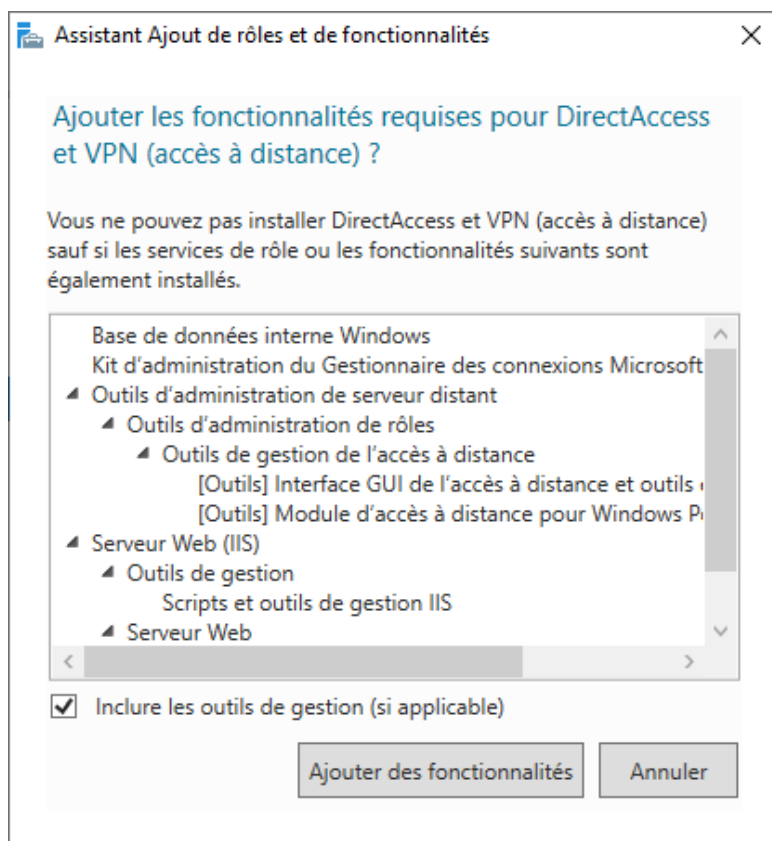 Assistant Ajout de rôles et de fonctionnalités
Ajouter les fonctionnalités requises pour DirectAccess
et VPN (accès à distance) ?
Vous ne pouvez pas installer DirectAccess et VPN (accès à distance)
sauf si les services de rôle ou les fonctionnalités suivants sont
également installés.
Base de données interne Windows
Kit d'administration du Gestionnaire des connexions Microsoft
Outils d'administration de serveur distant
Outils d'administration de rôles
Outils de gestion de l'accès à distance
[Outils] Interface GUI de l'accès à distance et outils
[Outils] Module d'accès à distance pour Windows
Serveur Web (IIS)
Outils de gestion
Scripts et outils de gestion IIS
Serveur Web
Inclure les outils de gestion (si applicable)
Ajouter des fonctionnalités
Annuler